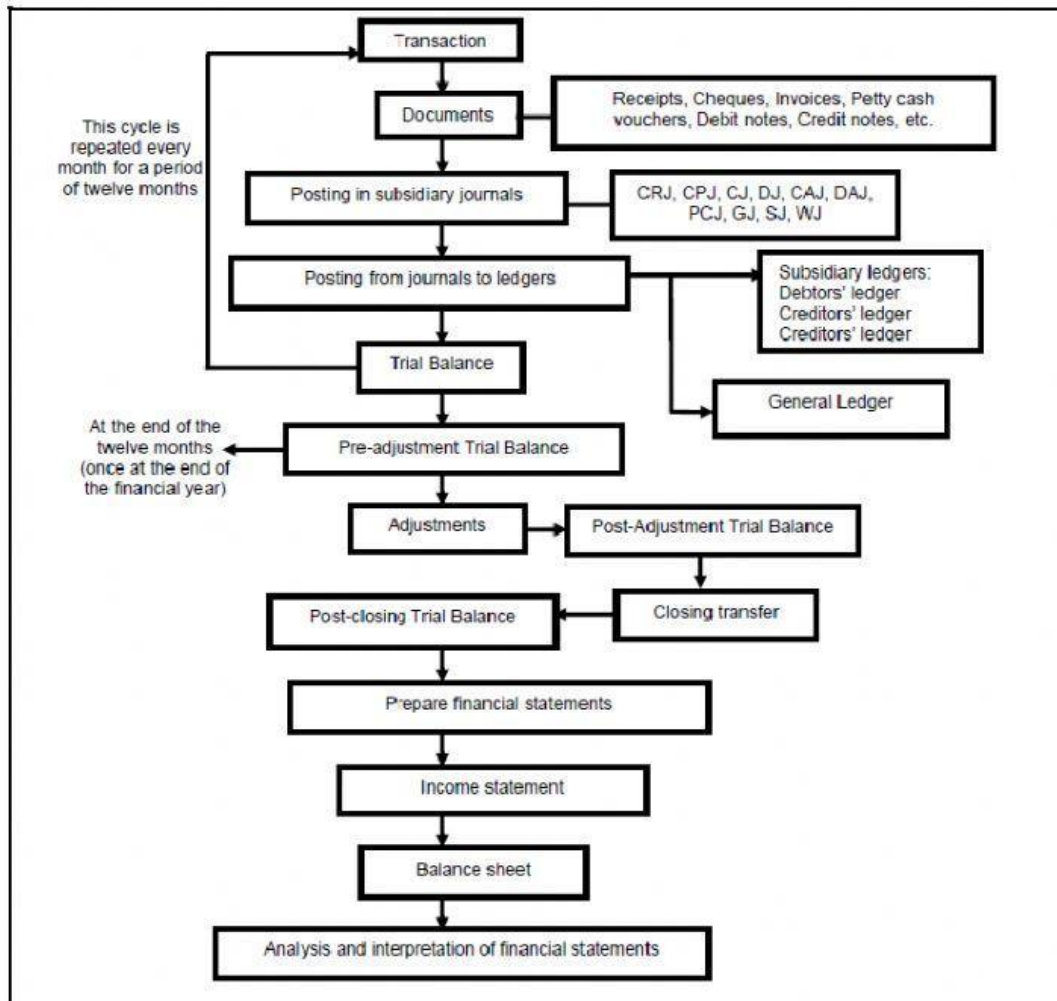 Transaction
Documents
Receipts, Cheques, Invoices, Petty cash
vouchers, Debit notes, Credit notes, etc.
This cycle is
repeated every
month for a period
of twelve months
Posting in subsidiary journals
CRJ, CPJ, CJ, DJ, CAJ, DAJ,
PCJ, GJ, SJ, WJ
Posting from journals to ledgers
Subsidiary ledgers:
Debtors' ledger
Creditors' ledger
Creditors' ledger
Trial Balance
General Ledger
At the end of the
twelve months
(once at the end of
the financial year)
Pre-adjustment Trial Balance
Adjustments
Post-Adjustment Trial Balance
Closing transfer
Post-closing Trial Balance
Prepare financial statements
Income statement
Balance sheet
Analysis and interpretation of financial statements